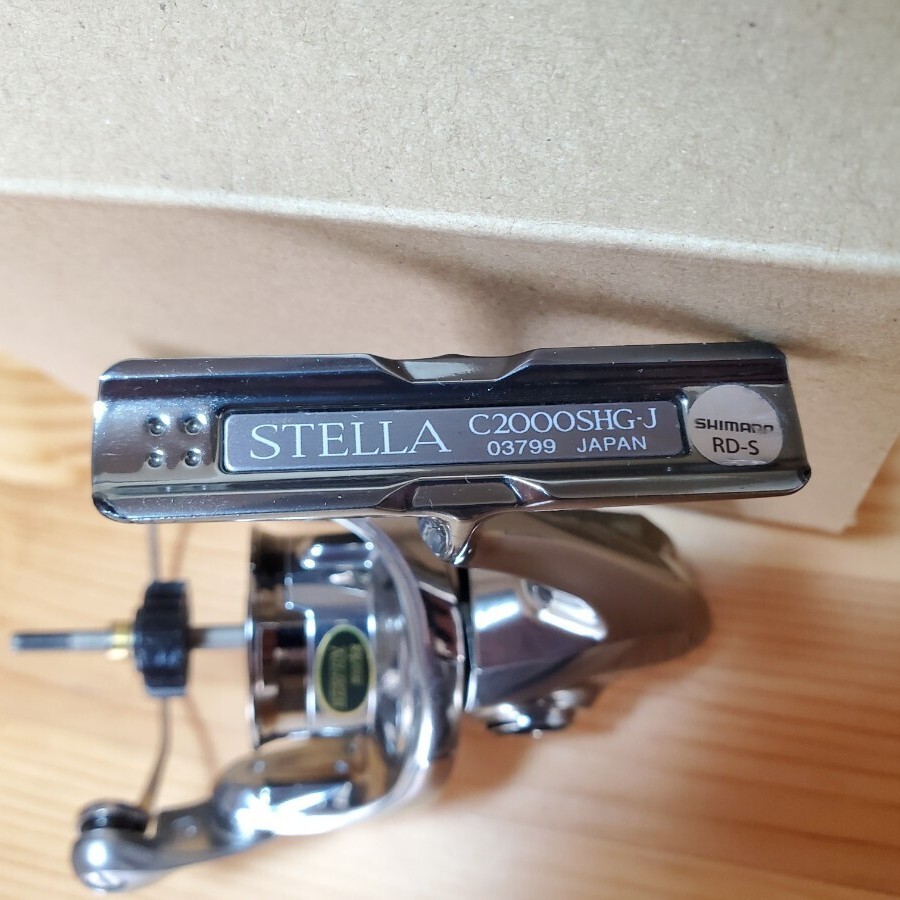 STELLA
C2000SHG-J
03799 JAPAN
SHIMANO
RD-S